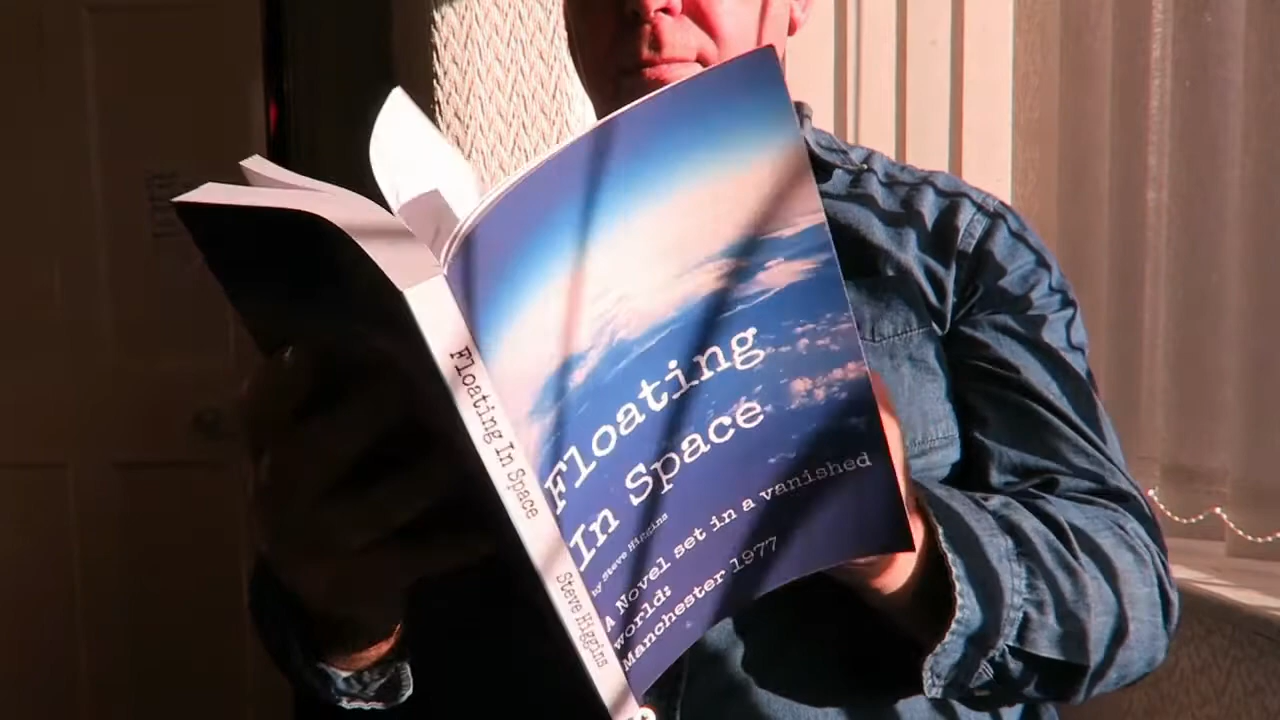 Floating In Space
Steve Higgins
Floating
In Space
by Steve Higgins
A Novel set in a vanished
world:
Manchester 1977